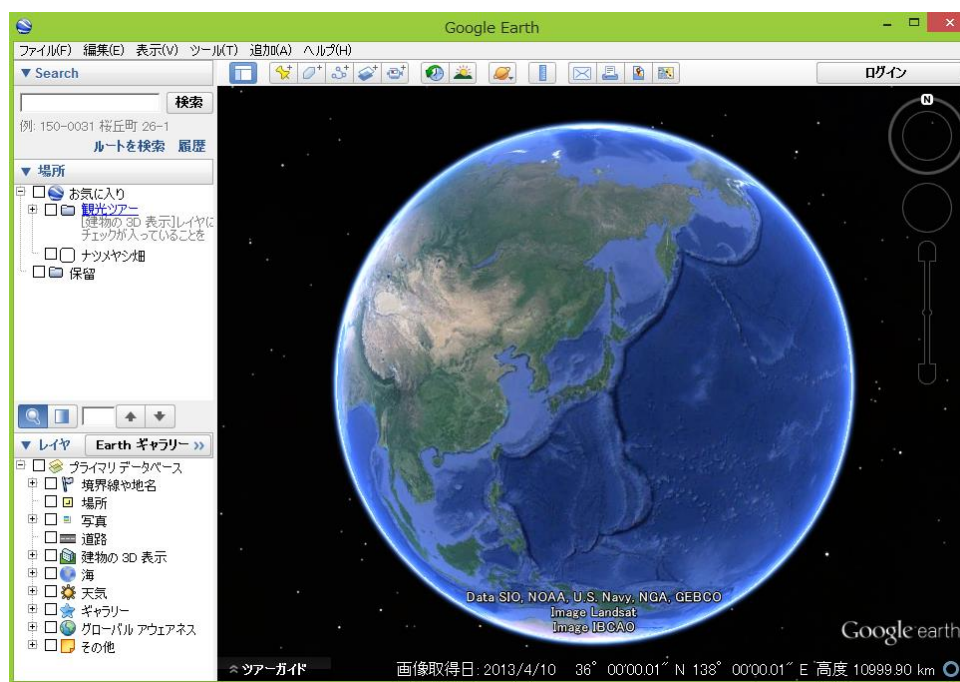 Google Earth
ファイル(F) 編集(E) 表示(V) ツール(T) 追加(A) ヘルプ(H)
▼ Search
ログイン
検索
例: 150-0031 桜丘町 26-1
ルートを検索 履歴
▼ 場所
お気に入り
観光ツアー
[建物の 3D 表示]レイヤに
チェックが入っていることを
ナツメヤシ畑
保留
▼ レイヤ Earth ギャラリー >>
プライマリ データベース
境界線や地名
場所
写真
道路
建物の 3D 表示
海
天気
ギャラリー
グローバル アウェアネス
その他
N
Data SIO, NOAA, U.S. Navy, NGA, GEBCO
Image Landsat
Image IBCAO
Google earth
ツアーガイド
画像取得日: 2013/4/10 36° 00'00.01" N 138° 00'00.01" E 高度 10999.90 km